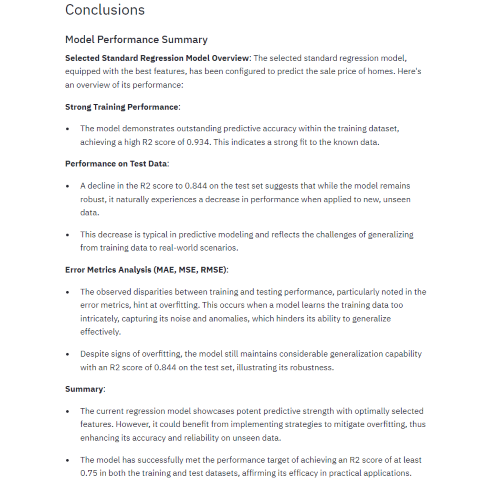 Conclusions
Model Performance Summary
Selected Standard Regression Model Overview: The selected standard regression model,
equipped with the best features, has been configured to predict the sale price of homes. Here's
an overview of its performance:
Strong Training Performance:
• The model demonstrates outstanding predictive accuracy within the training dataset,
achieving a high R2 score of 0.934. This indicates a strong fit to the known data.
Performance on Test Data:
• A decline in the R2 score to 0.844 on the test set suggests that while the model remains
robust, it naturally experiences a decrease in performance when applied to new, unseen
data.
• This decrease is typical in predictive modeling and reflects the challenges of generalizing
from training data to real-world scenarios.
Error Metrics Analysis (MAE, MSE, RMSE):
• The observed disparities between training and testing performance, particularly noted in the
error metrics, hint at overfitting. This occurs when a model learns the training data too
intricately, capturing its noise and anomalies, which hinders its ability to generalize
effectively.
• Despite signs of overfitting, the model still maintains considerable generalization capability
with an R2 score of 0.844 on the test set, illustrating its robustness.
Summary:
• The current regression model showcases potent predictive strength with optimally selected
features. However, it could benefit from implementing strategies to mitigate overfitting, thus
enhancing its accuracy and reliability on unseen data.
• The model has successfully met the performance target of achieving an R2 score of at least
0.75 in both the training and test datasets, affirming its efficacy in practical applications.